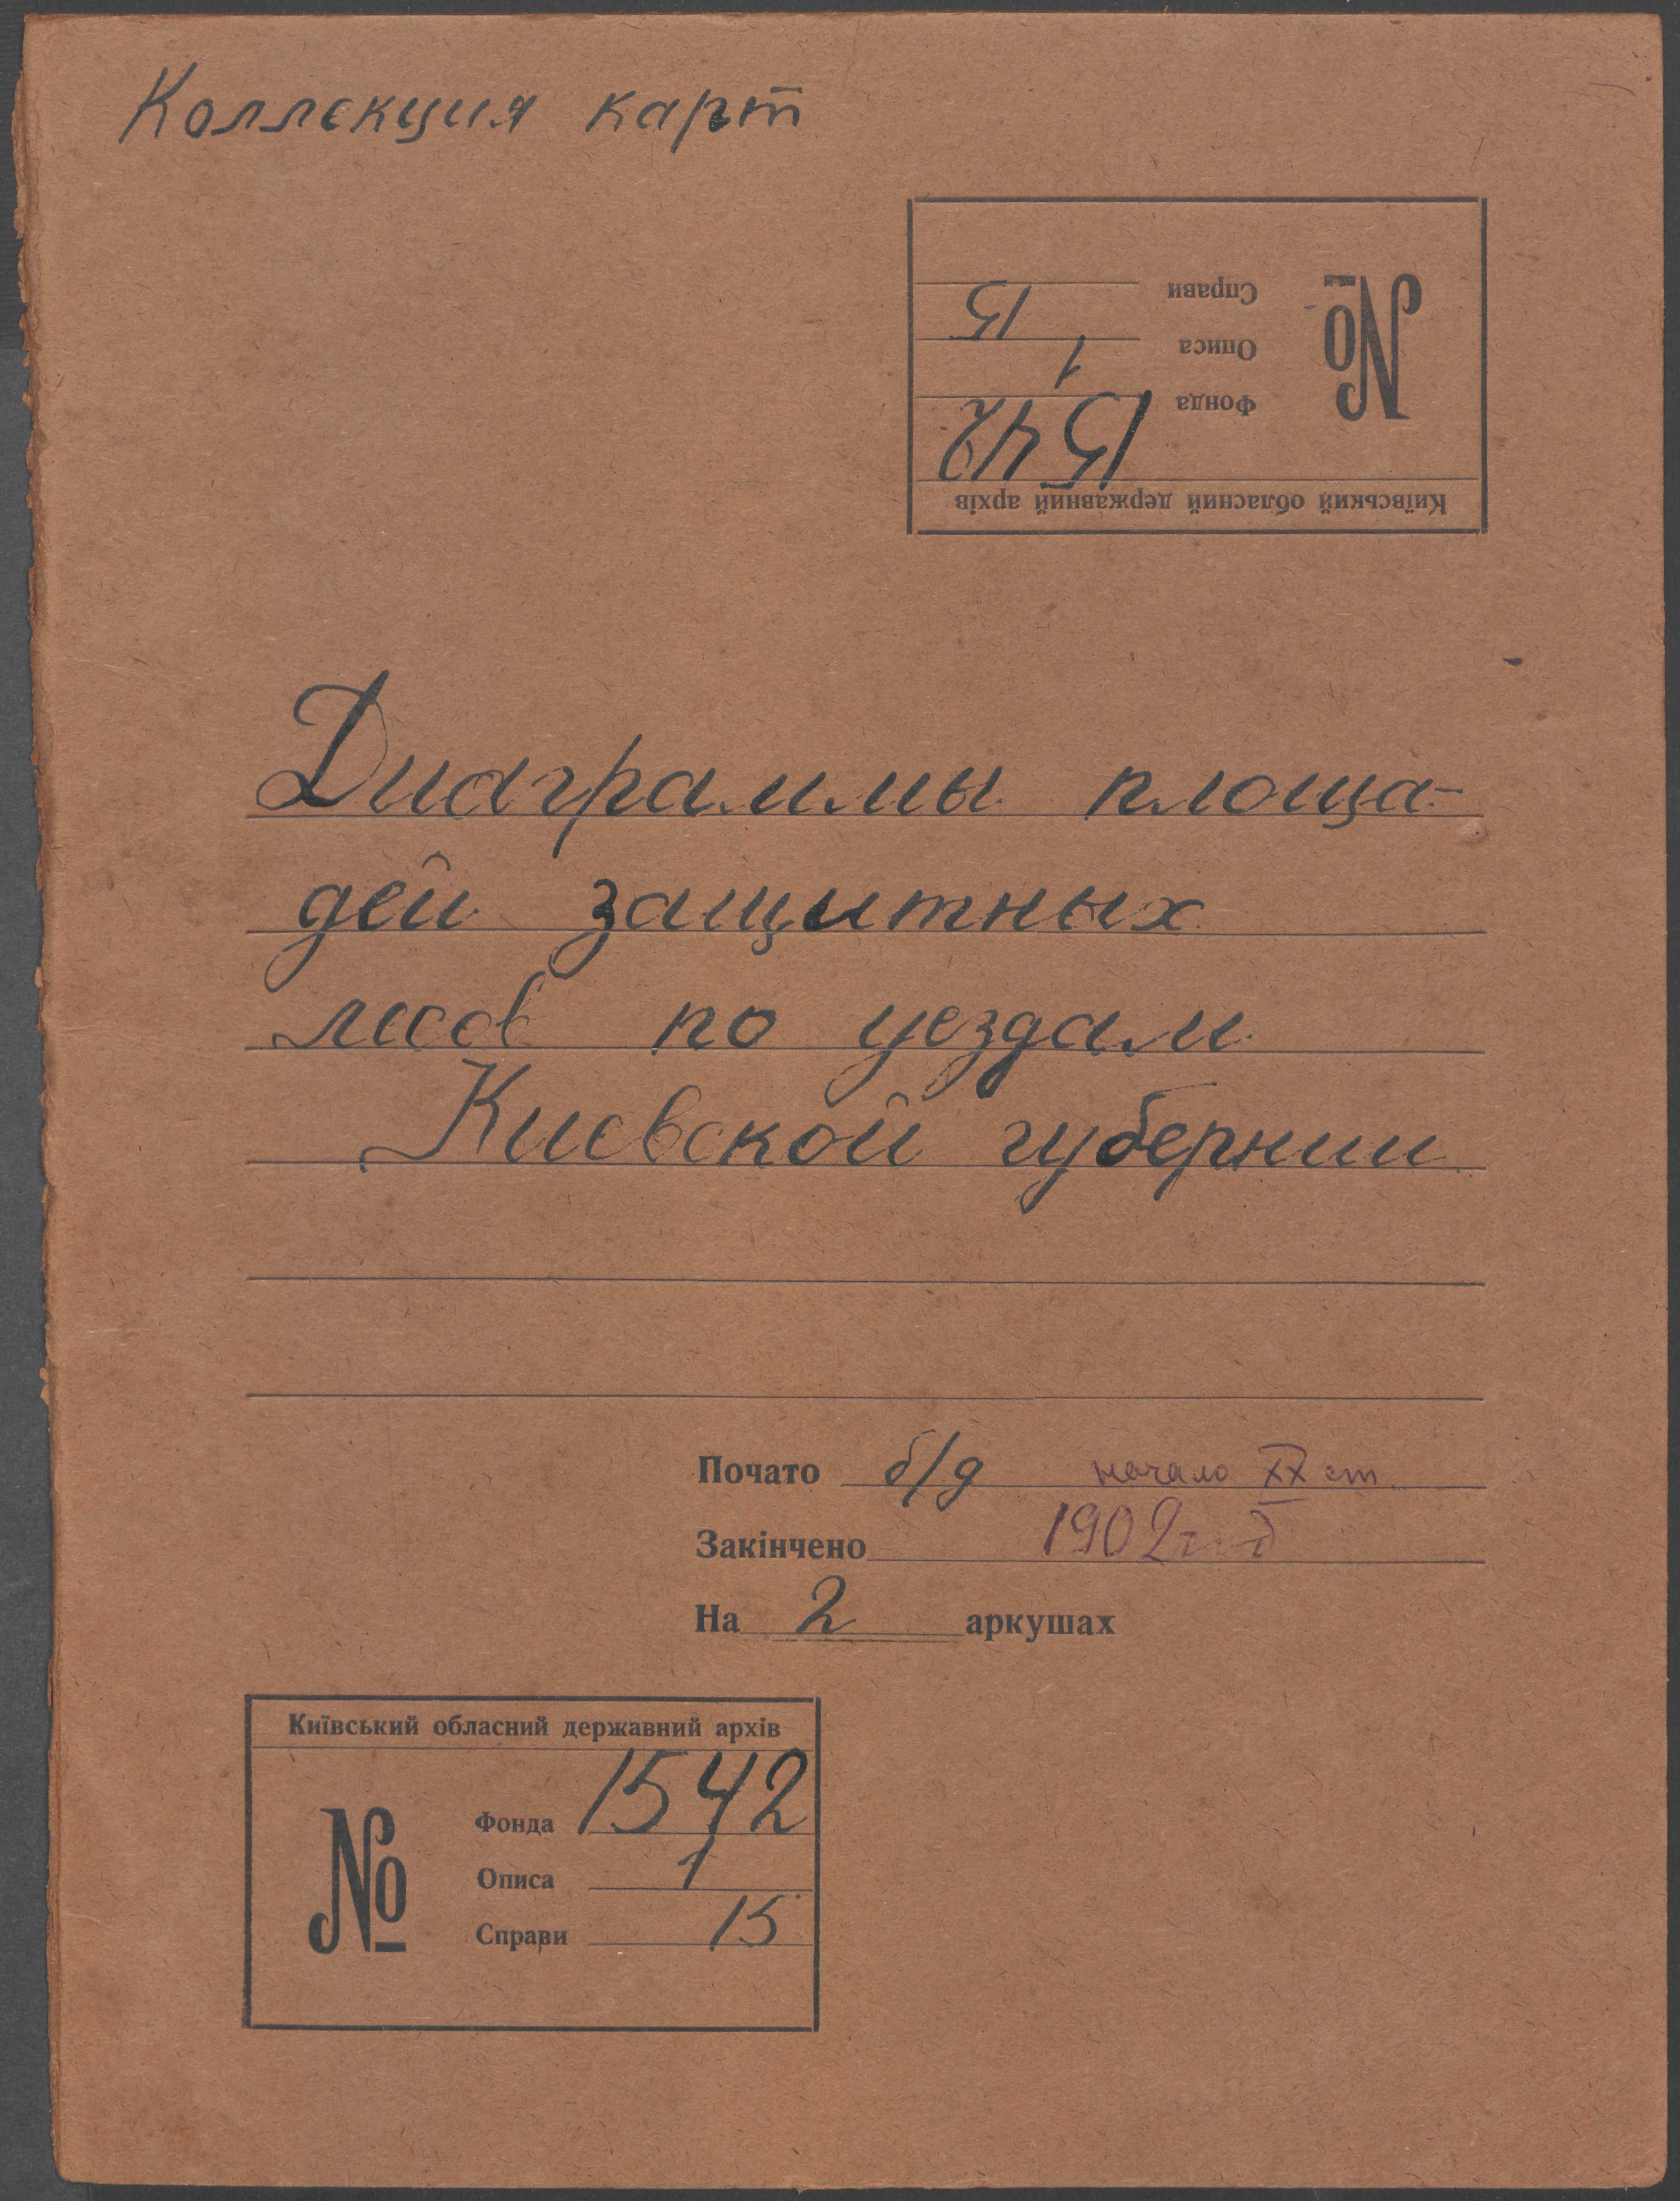 Коллекция карт
Київський обласний державний архів
№
Фонда 1542
Описа 1
Справи 15
Диаграммы площа-
дей защитных
лесов по уездам
Киевской губернии
Почато б/д начало XX ст.
Закінчено 1902 год
На 2 аркушах
Київський обласний державний архів
№
Фонда 1542
Описа 1
Справи 15